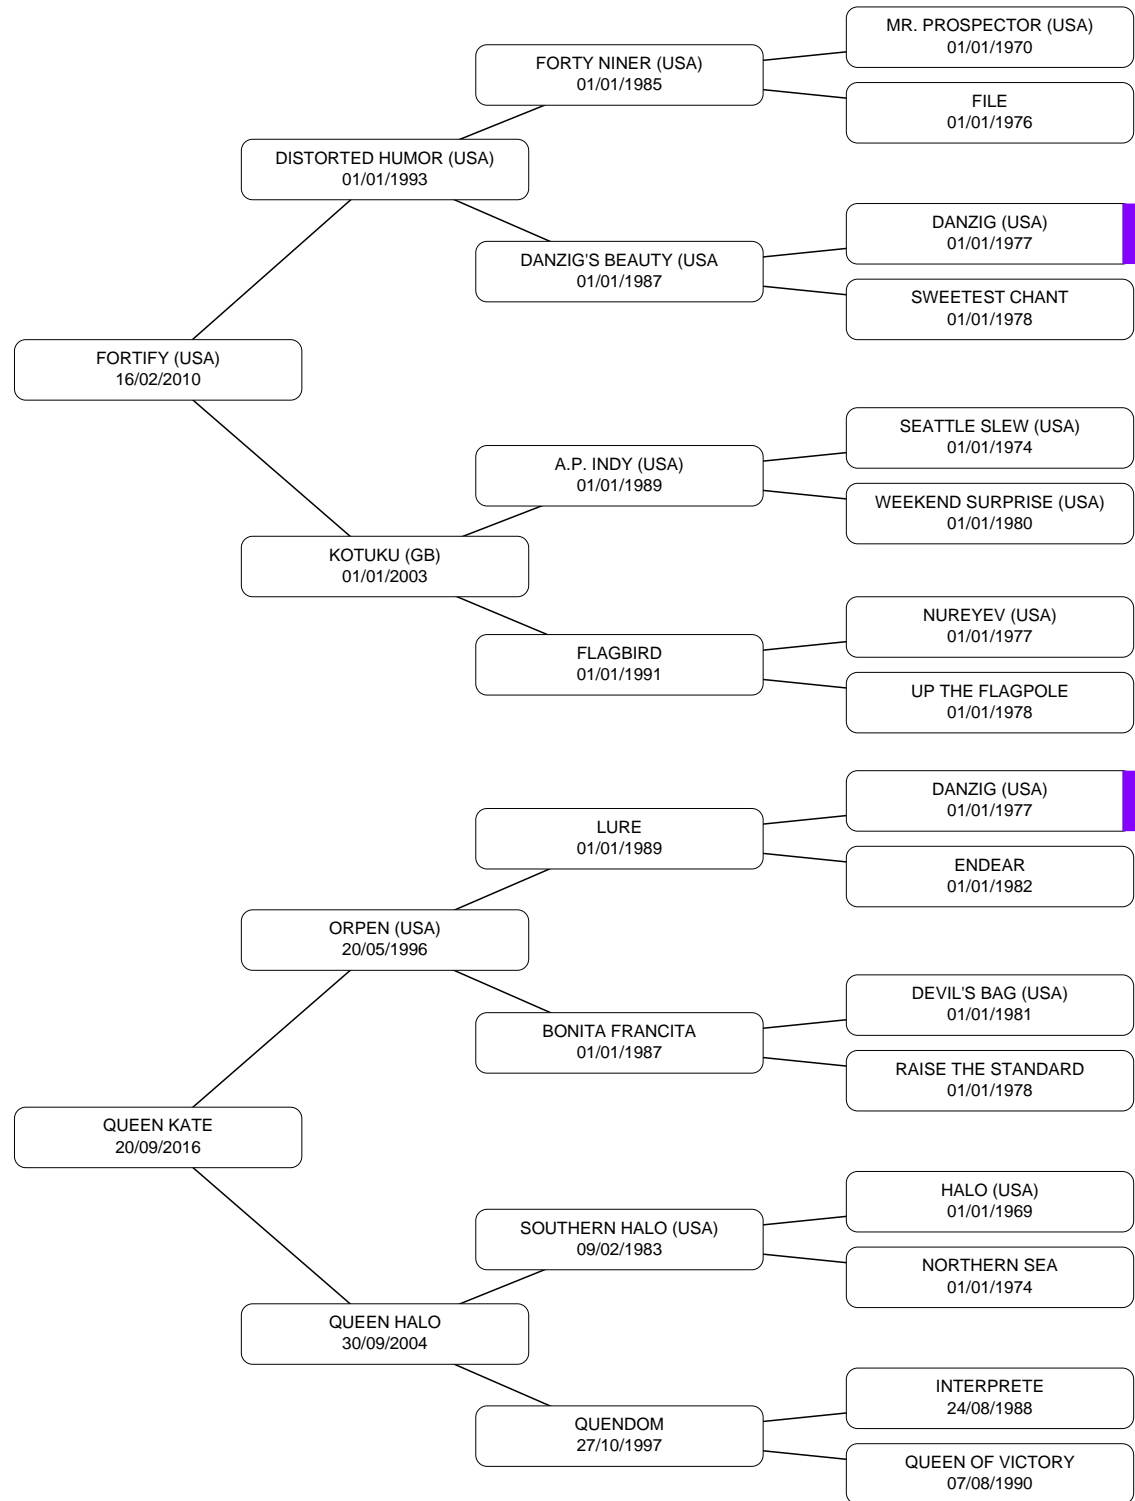 MR. PROSPECTOR (USA)
01/01/1970
FORTY NINER (USA)
01/01/1985
FILE
01/01/1976
DISTORTED HUMOR (USA)
01/01/1993
DANZIG (USA)
01/01/1977
DANZIG'S BEAUTY (USA
01/01/1987
SWEETEST CHANT
01/01/1978
FORTIFY (USA)
16/02/2010
SEATTLE SLEW (USA)
01/01/1974
A.P. INDY (USA)
01/01/1989
WEEKEND SURPRISE (USA)
01/01/1980
KOTUKU (GB)
01/01/2003
NUREYEV (USA)
01/01/1977
FLAGBIRD
01/01/1991
UP THE FLAGPOLE
01/01/1978
DANZIG (USA)
01/01/1977
LURE
01/01/1989
ENDEAR
01/01/1982
ORPEN (USA)
20/05/1996
DEVIL'S BAG (USA)
01/01/1981
BONITA FRANCITA
01/01/1987
RAISE THE STANDARD
01/01/1978
QUEEN KATE
20/09/2016
HALO (USA)
01/01/1969
SOUTHERN HALO (USA)
09/02/1983
NORTHERN SEA
01/01/1974
QUEEN HALO
30/09/2004
INTERPRETE
24/08/1988
QUENDOM
27/10/1997
QUEEN OF VICTORY
07/08/1990